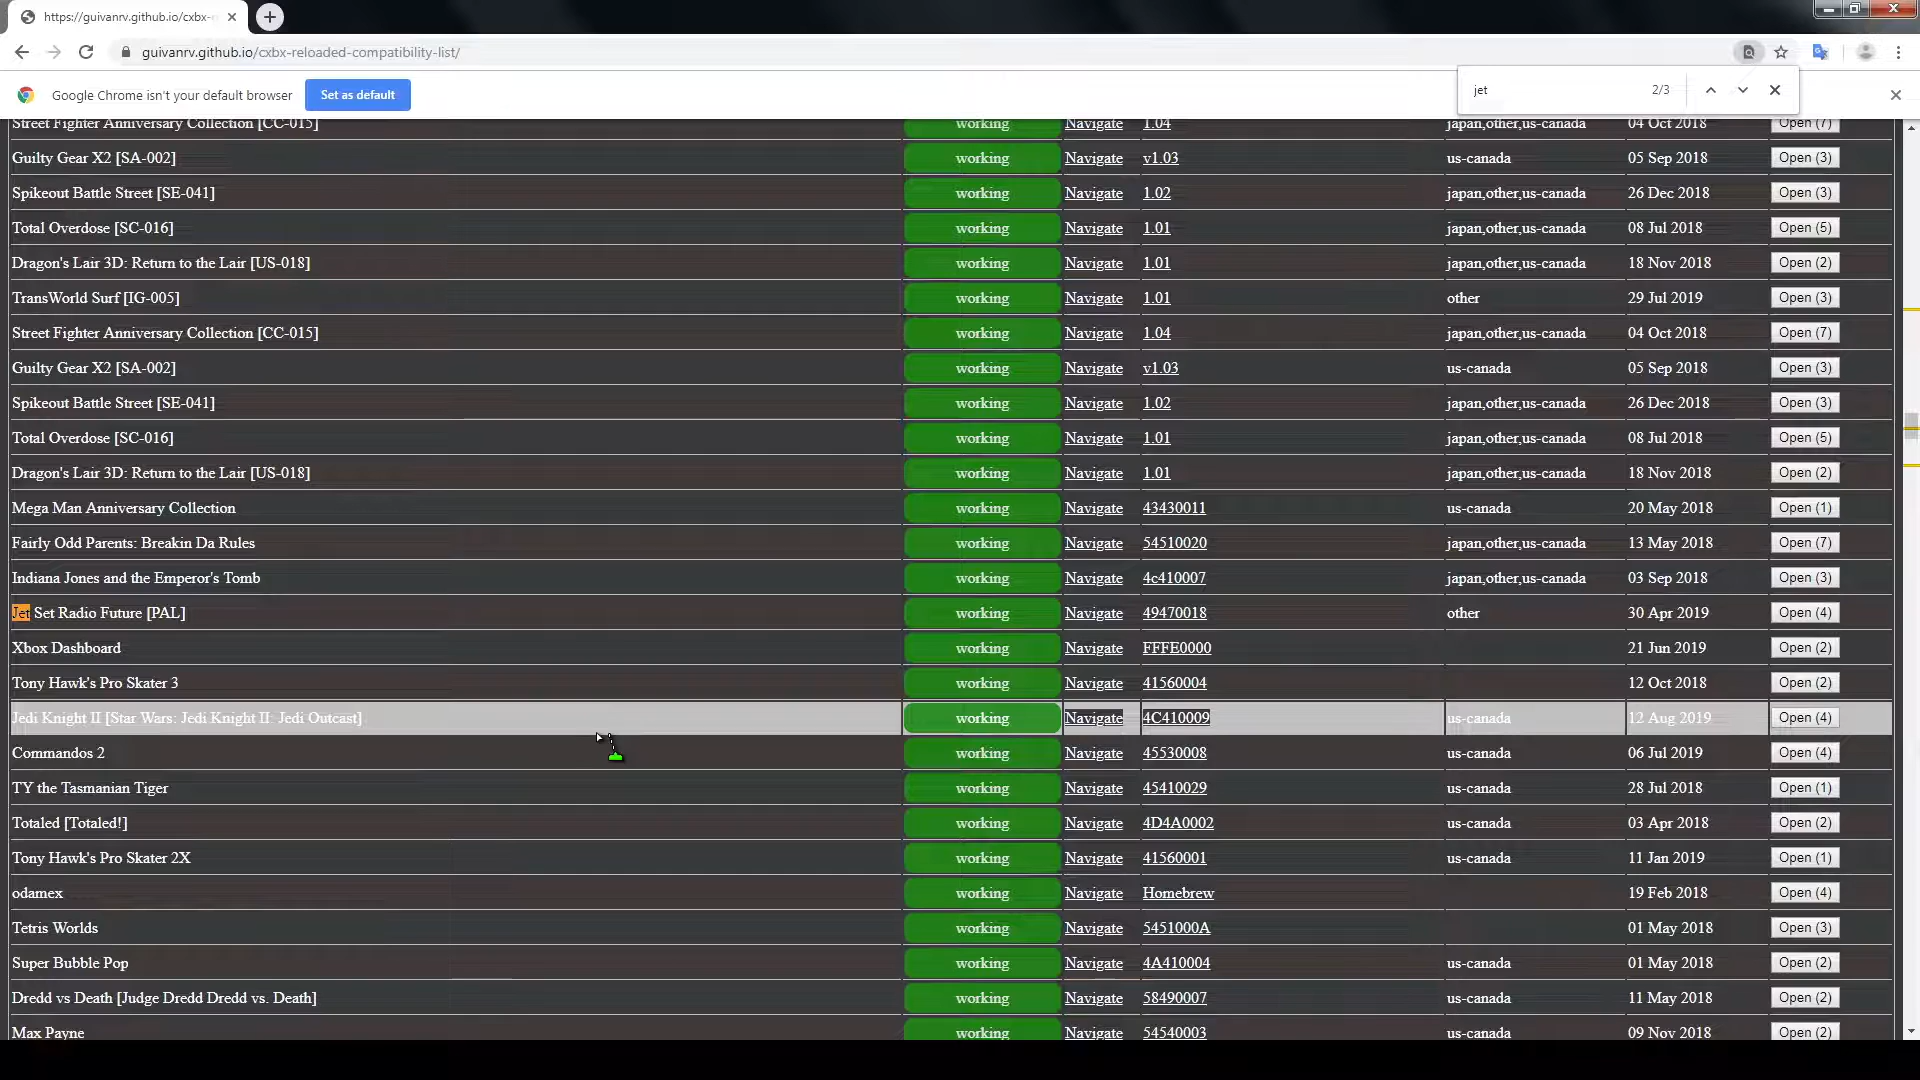 https://guivanrv.github.io/cxbx-r
guivanrv.github.io/cxbx-reloaded-compatibility-list/
Google Chrome isn't your default browser Set as default
jet 2/3
Street Fighter Anniversary Collection [CC-015] working Navigate 1.04 japan,other,us-canada 04 Oct 2018 Open (7)
Guilty Gear X2 [SA-002] working Navigate v1.03 us-canada 05 Sep 2018 Open (3)
Spikeout Battle Street [SE-041] working Navigate 1.02 japan,other,us-canada 26 Dec 2018 Open (3)
Total Overdose [SC-016] working Navigate 1.01 japan,other,us-canada 08 Jul 2018 Open (5)
Dragon's Lair 3D: Return to the Lair [US-018] working Navigate 1.01 japan,other,us-canada 18 Nov 2018 Open (2)
TransWorld Surf [IG-005] working Navigate 1.01 other 29 Jul 2019 Open (3)
Street Fighter Anniversary Collection [CC-015] working Navigate 1.04 japan,other,us-canada 04 Oct 2018 Open (7)
Guilty Gear X2 [SA-002] working Navigate v1.03 us-canada 05 Sep 2018 Open (3)
Spikeout Battle Street [SE-041] working Navigate 1.02 japan,other,us-canada 26 Dec 2018 Open (3)
Total Overdose [SC-016] working Navigate 1.01 japan,other,us-canada 08 Jul 2018 Open (5)
Dragon's Lair 3D: Return to the Lair [US-018] working Navigate 1.01 japan,other,us-canada 18 Nov 2018 Open (2)
Mega Man Anniversary Collection working Navigate 43430011 us-canada 20 May 2018 Open (1)
Fairly Odd Parents: Breakin Da Rules working Navigate 54510020 japan,other,us-canada 13 May 2018 Open (7)
Indiana Jones and the Emperor's Tomb working Navigate 4c410007 japan,other,us-canada 03 Sep 2018 Open (3)
Jet Set Radio Future [PAL] working Navigate 49470018 other 30 Apr 2019 Open (4)
Xbox Dashboard working Navigate FFFE0000 21 Jun 2019 Open (2)
Tony Hawk's Pro Skater 3 working Navigate 41560004 12 Oct 2018 Open (2)
Jedi Knight II [Star Wars: Jedi Knight II: Jedi Outcast] working Navigate 4C410009 us-canada 12 Aug 2019 Open (4)
Commandos 2 working Navigate 45530008 us-canada 06 Jul 2019 Open (4)
TY the Tasmanian Tiger working Navigate 45410029 us-canada 28 Jul 2018 Open (1)
Totaled [Totaled!] working Navigate 4D4A0002 us-canada 03 Apr 2018 Open (2)
Tony Hawk's Pro Skater 2X working Navigate 41560001 us-canada 11 Jan 2019 Open (1)
odamex working Navigate Homebrew 19 Feb 2018 Open (4)
Tetris Worlds working Navigate 5451000A 01 May 2018 Open (3)
Super Bubble Pop working Navigate 4A410004 us-canada 01 May 2018 Open (2)
Dredd vs Death [Judge Dredd Dredd vs. Death] working Navigate 58490007 us-canada 11 May 2018 Open (2)
Max Payne working Navigate 54540003 us-canada 09 Nov 2018 Open (2)